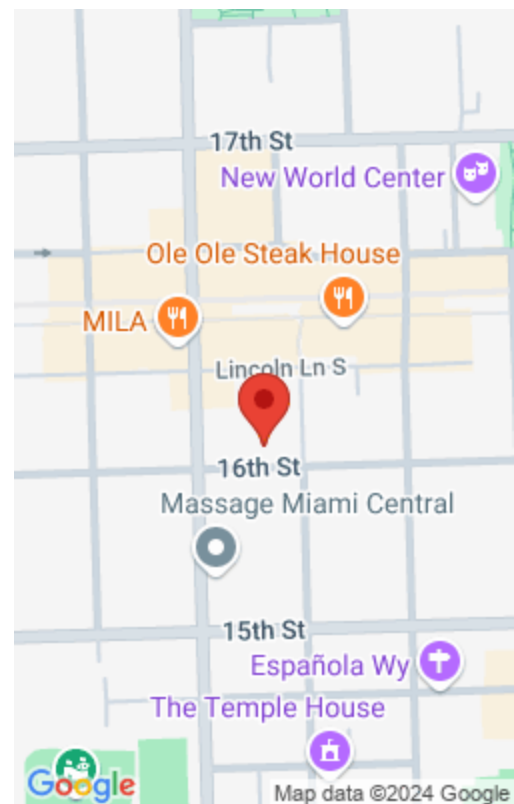 17th St
New World Center
Ole Ole Steak House
MILA
Lincoln Ln S
16th St
Massage Miami Central
15th St
Española Wy
The Temple House
Google
Map data ©2024 Google